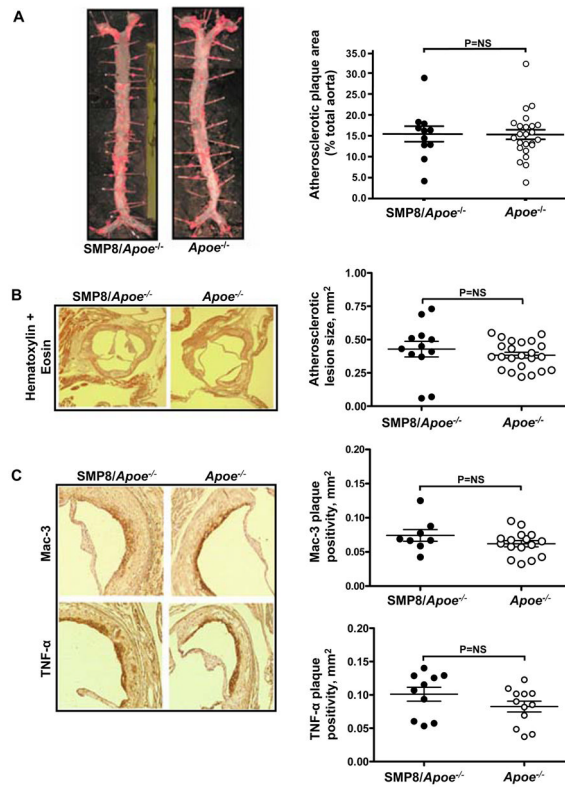 A
SMP8/Apoe-/-
Apoe-/-
Atherosclerotic plaque area
(% total aorta)
P=NS
35.0
30.0
25.0
20.0
15.0
10.0
5.0
0.0
SMP8/Apoe-/-
Apoe-/-
B
SMP8/Apoe-/-
Apoe-/-
Hematoxylin +
Eosin
Atherosclerotic
lesion size, mm2
P=NS
1.00
0.75
0.50
0.25
0.00
SMP8/Apoe-/-
Apoe-/-
C
SMP8/Apoe-/-
Apoe-/-
Mac-3
TNF-α
Mac-3 plaque
positivity, mm2
P=NS
0.20
0.15
0.10
0.05
0.00
SMP8/Apoe-/-
Apoe-/-
TNF-α plaque
positivity, mm2
P=NS
0.20
0.15
0.10
0.05
0.00
SMP8/Apoe-/-
Apoe-/-